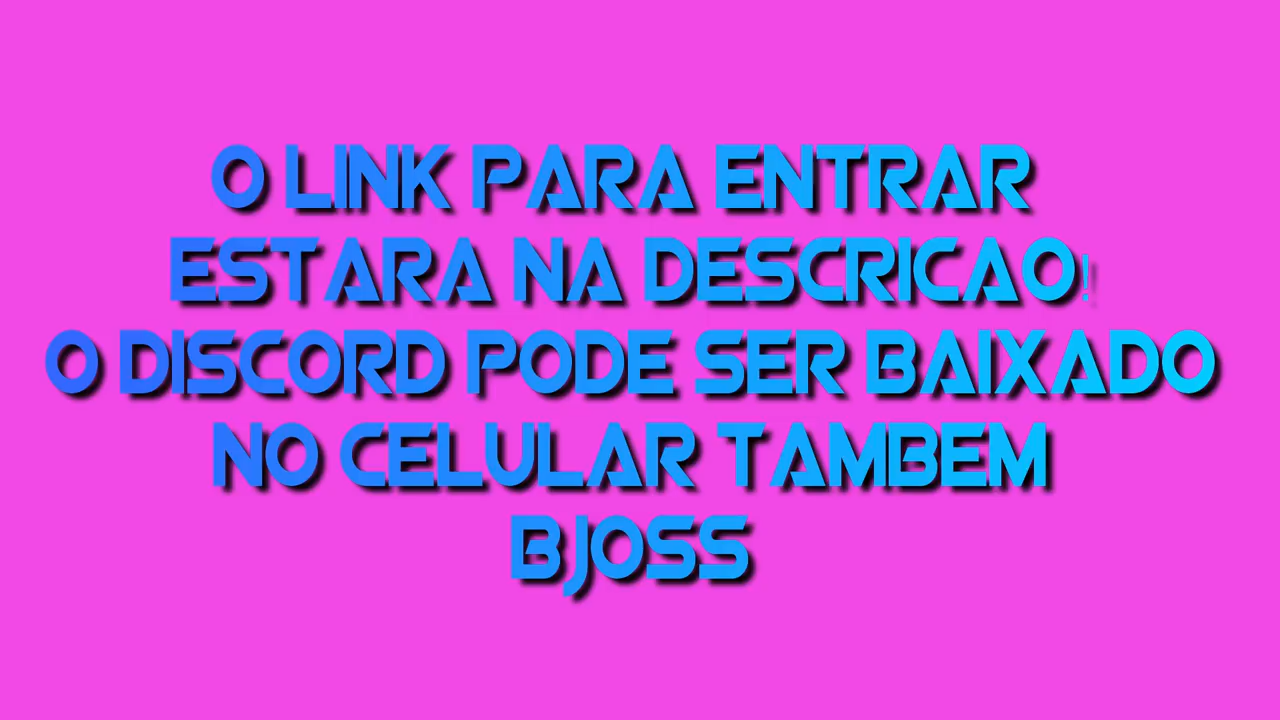 O LINK PARA ENTRAR
ESTARA NA DESCRICAO!
O DISCORD PODE SER BAIXADO
NO CELULAR TAMBEM
BJOSS